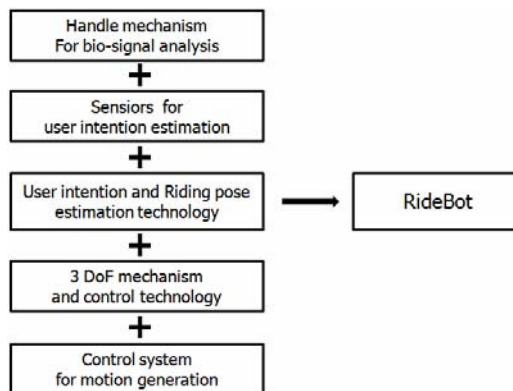 Handle mechanism
For bio-signal analysis
+
Sensiors for
user intention estimation
+
User intention and Riding pose
estimation technology
RideBot
+
3 DoF mechanism
and control technology
+
Control system
for motion generation